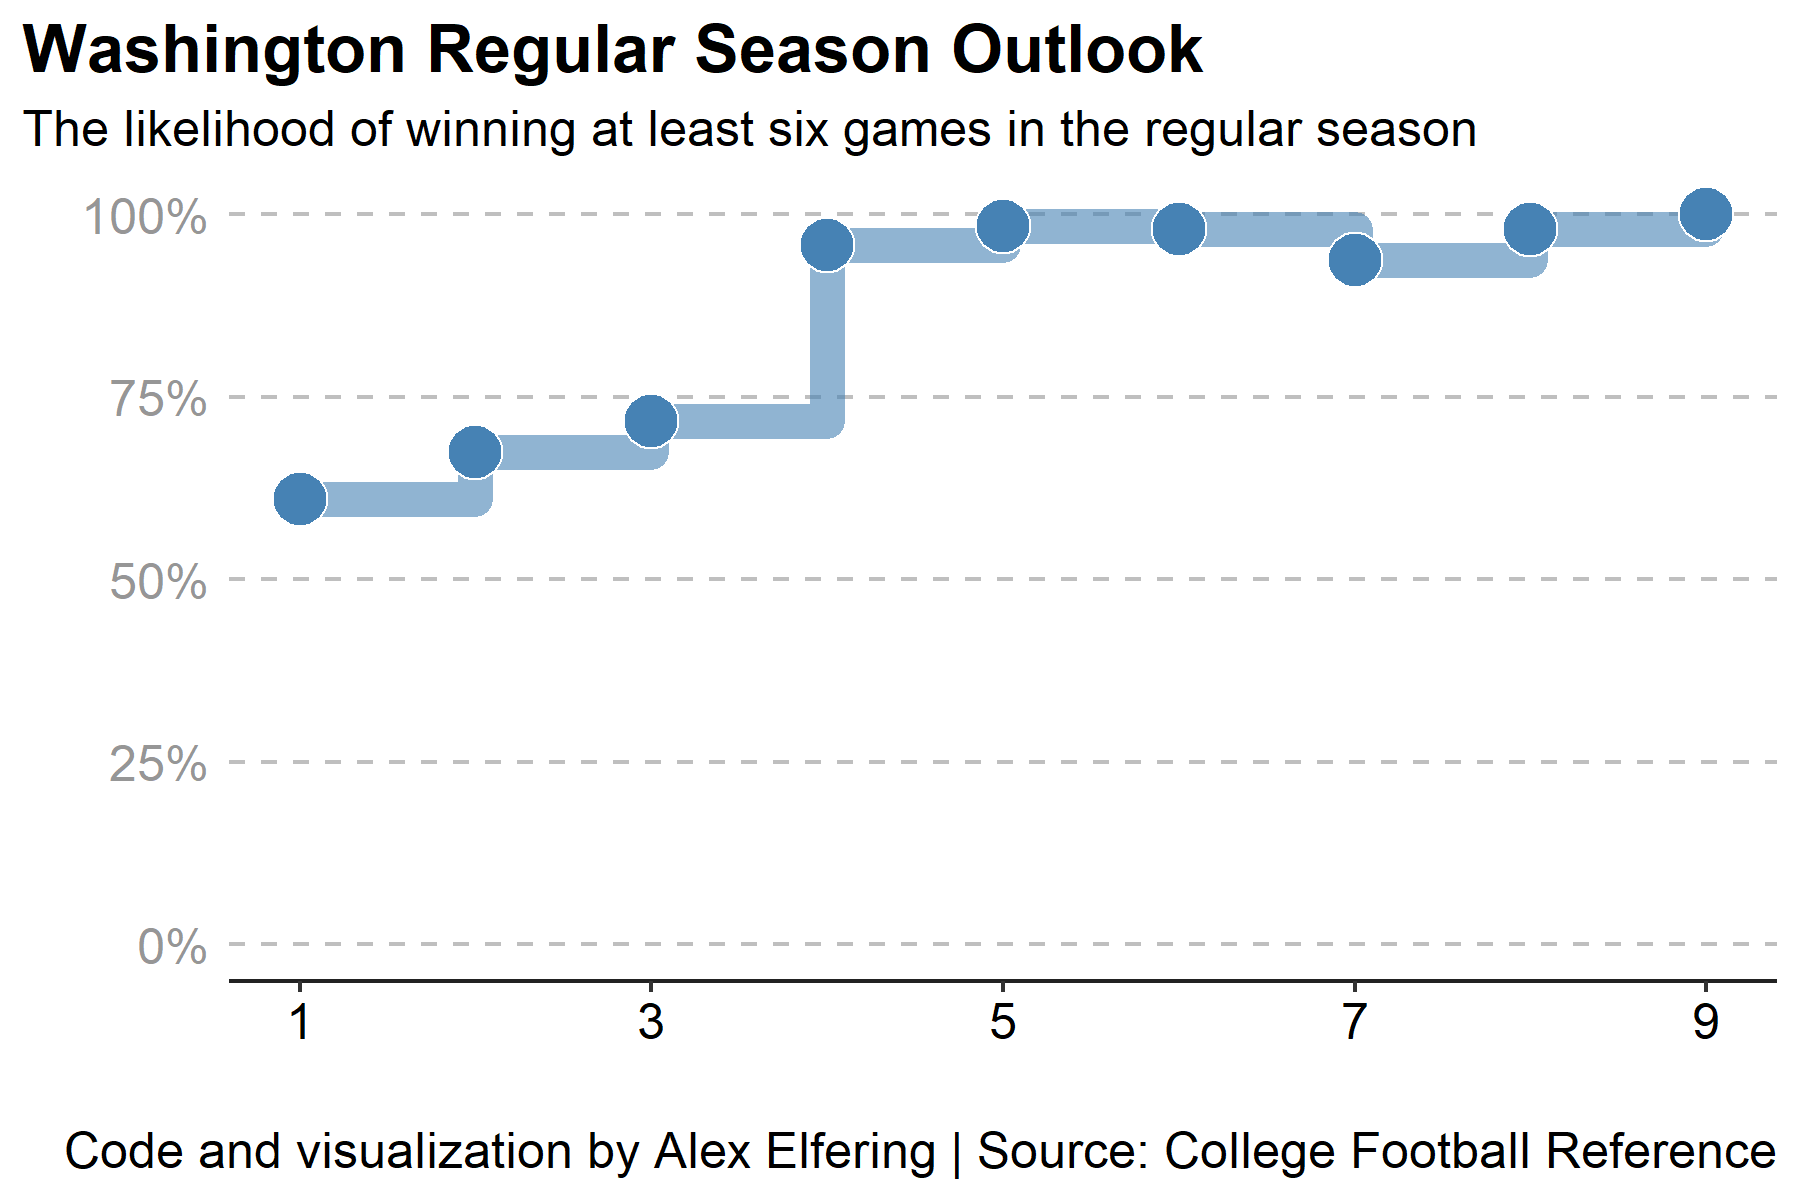 Washington Regular Season Outlook
The likelihood of winning at least six games in the regular season
100%
75%
50%
25%
0%
1 3 5 7 9
Code and visualization by Alex Elfering | Source: College Football Reference